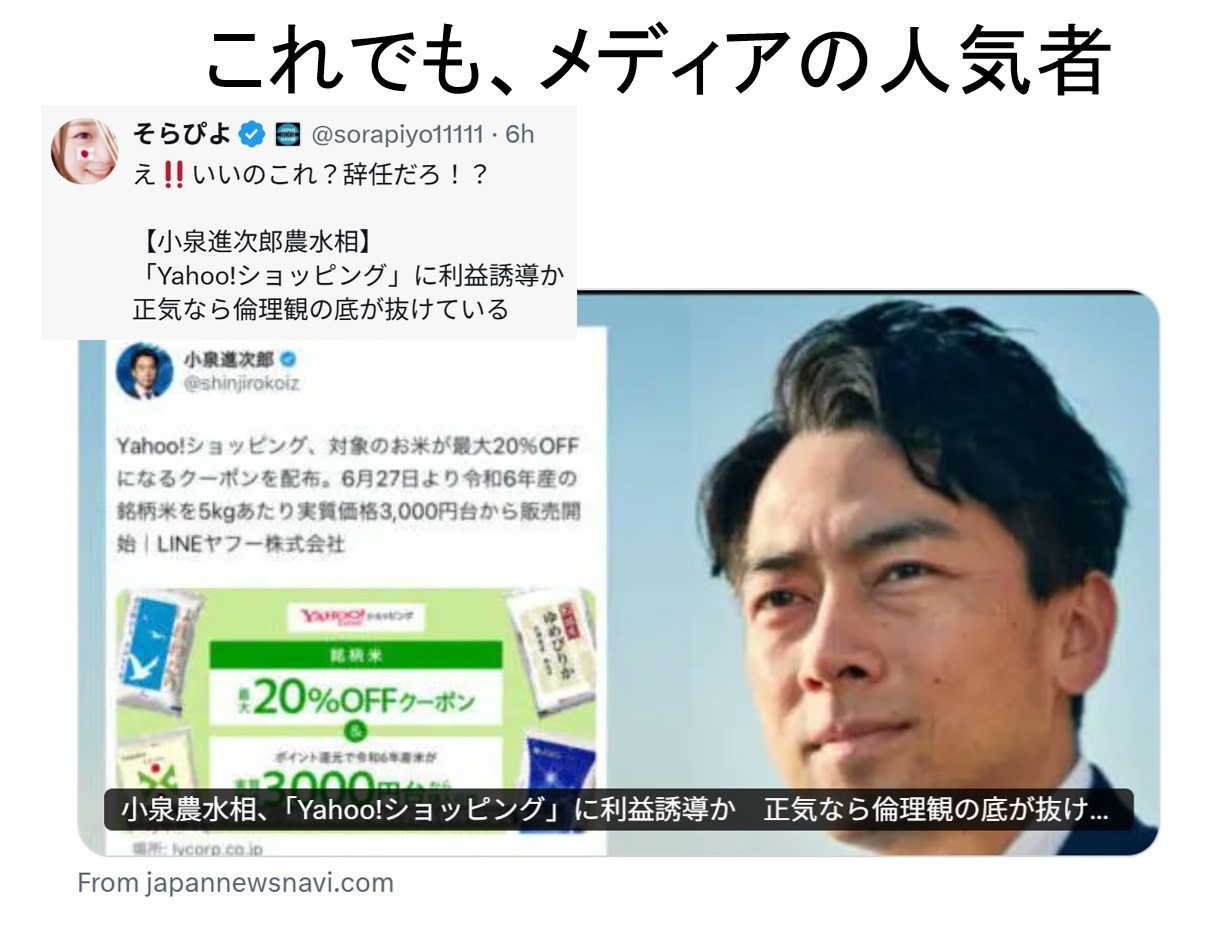 これでも、メディアの人気者
そらぴよ @sorapiyo11111 · 6h
え‼いいのこれ？辞任だろ！？
【小泉進次郎農水相】
「Yahoo!ショッピング」に利益誘導か
正気なら倫理観の底が抜けている
小泉進次郎
@shinjirokoiz
Yahoo!ショッピング、対象のお米が最大20%OFF
になるクーポンを配布。6月27日より令和6年産の
銘柄米を5kgあたり実質価格3,000円台から販売開
始｜LINEヤフー株式会社
YAHOO!ショッピング
銘柄米
最大20%OFFクーポン
&
ポイント還元で令和6年産米が
実質3000円台から
ゆめぴりか
小泉農水相、「Yahoo!ショッピング」に利益誘導か　正気なら倫理観の底が抜け...
場所: lycorp.co.jp
From japannewsnavi.com